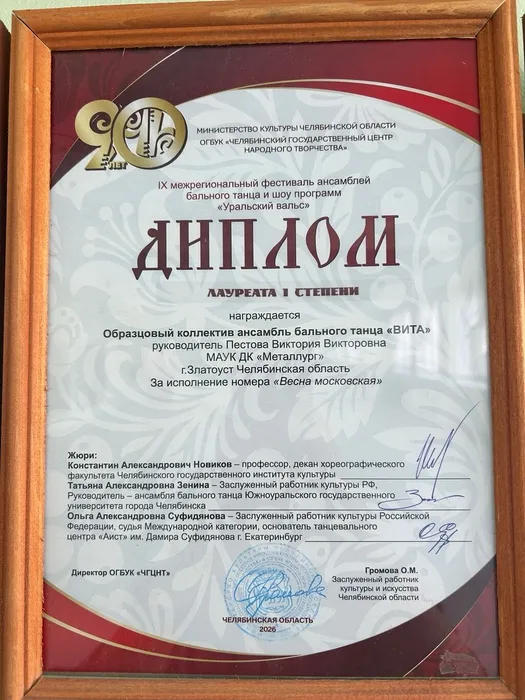 90 ЛЕТ
МИНИСТЕРСТВО КУЛЬТУРЫ ЧЕЛЯБИНСКОЙ ОБЛАСТИ
ОГБУК «ЧЕЛЯБИНСКИЙ ГОСУДАРСТВЕННЫЙ ЦЕНТР
НАРОДНОГО ТВОРЧЕСТВА»
IX межрегиональный фестиваль ансамблей
бального танца и шоу программ
«Уральский вальс»
ДИПЛОМ
ЛАУРЕАТА I СТЕПЕНИ
награждается
Образцовый коллектив ансамбль бального танца «ВИТА»
руководитель Пестова Виктория Викторовна
МАУК ДК «Металлург»
г.Златоуст Челябинская область
За исполнение номера «Весна московская»
Жюри:
Константин Александрович Новиков – профессор, декан хореографического
факультета Челябинского государственного института культуры
Татьяна Александровна Зенина – Заслуженный работник культуры РФ,
Руководитель – ансамбля бального танца Южноуральского государственного
университета города Челябинска
Ольга Александровна Суфидянова – Заслуженный работник культуры Российской
Федерации, судья Международной категории, основатель танцевального
центра «Аист» им. Дамира Суфидянова г. Екатеринбург
Директор ОГБУК «ЧГЦНТ»
Громова О.М.
Заслуженный работник
культуры и искусства
Челябинской области
ЧЕЛЯБИНСКАЯ ОБЛАСТЬ
2026